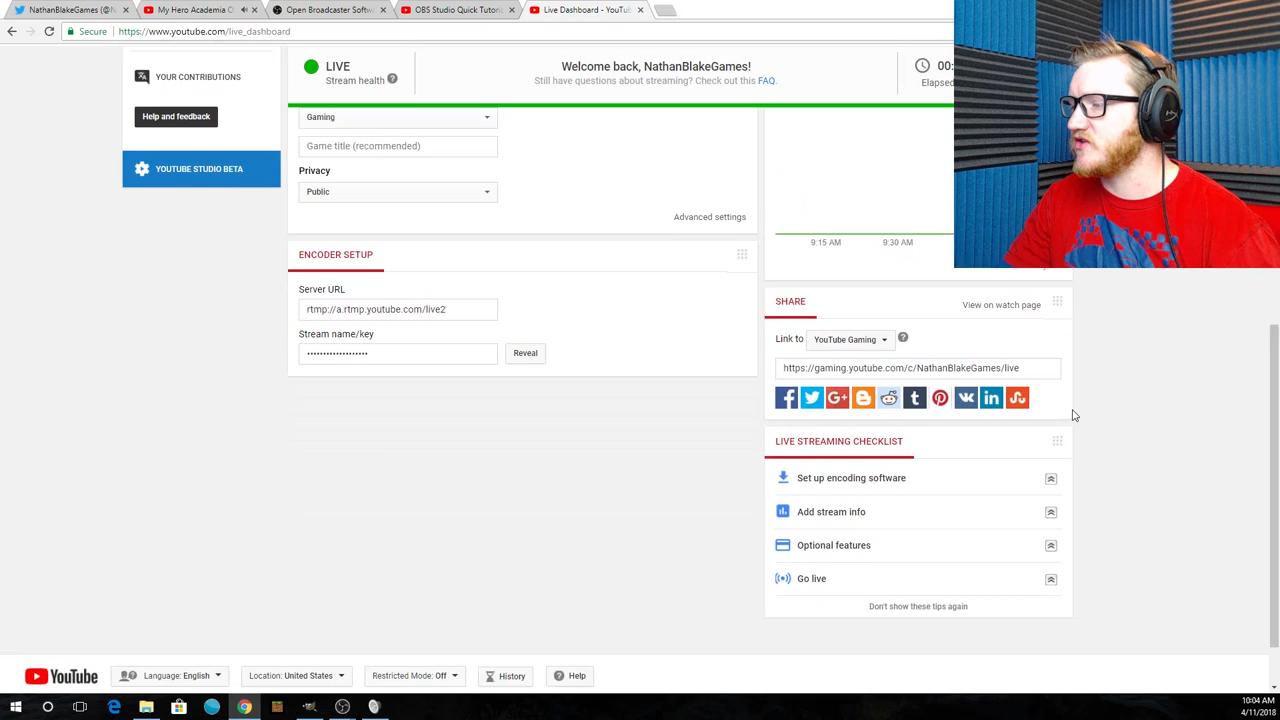 NathanBlakeGames (@N
My Hero Academia C
Open Broadcaster Softw
OBS Studio Quick Tutori
Live Dashboard - YouTu
Secure
https://www.youtube.com/live_dashboard
YOUR CONTRIBUTIONS
Help and feedback
YOUTUBE STUDIO BETA
LIVE
Stream health
Welcome back, NathanBlakeGames!
Still have questions about streaming? Check out this FAQ.
00:
Elapsed
Gaming
Game title (recommended)
Privacy
Public
Advanced settings
9:15 AM
9:30 AM
ENCODER SETUP
Server URL
rtmp://a.rtmp.youtube.com/live2
Stream name/key
Reveal
SHARE
View on watch page
Link to
YouTube Gaming
https://gaming.youtube.com/c/NathanBlakeGames/live
LIVE STREAMING CHECKLIST
Set up encoding software
Add stream info
Optional features
Go live
Don't show these tips again
YouTube
Language: English
Location: United States
Restricted Mode: Off
History
Help
10:04 AM
4/11/2018